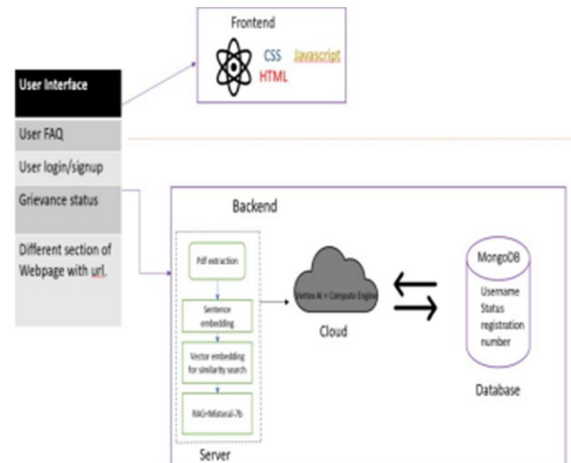 Frontend
CSS Javascript
HTML
User Interface
User FAQ
User login/signup
Grievance status
Different section of
Webpage with url.
Backend
Pdf extraction
Sentence
embedding
Vector embedding
for similarity search
RAG+Misteral-7b
Server
Vertex AI + Compute Engine
Cloud
MongoDB
Username
Status
registration
number
Database